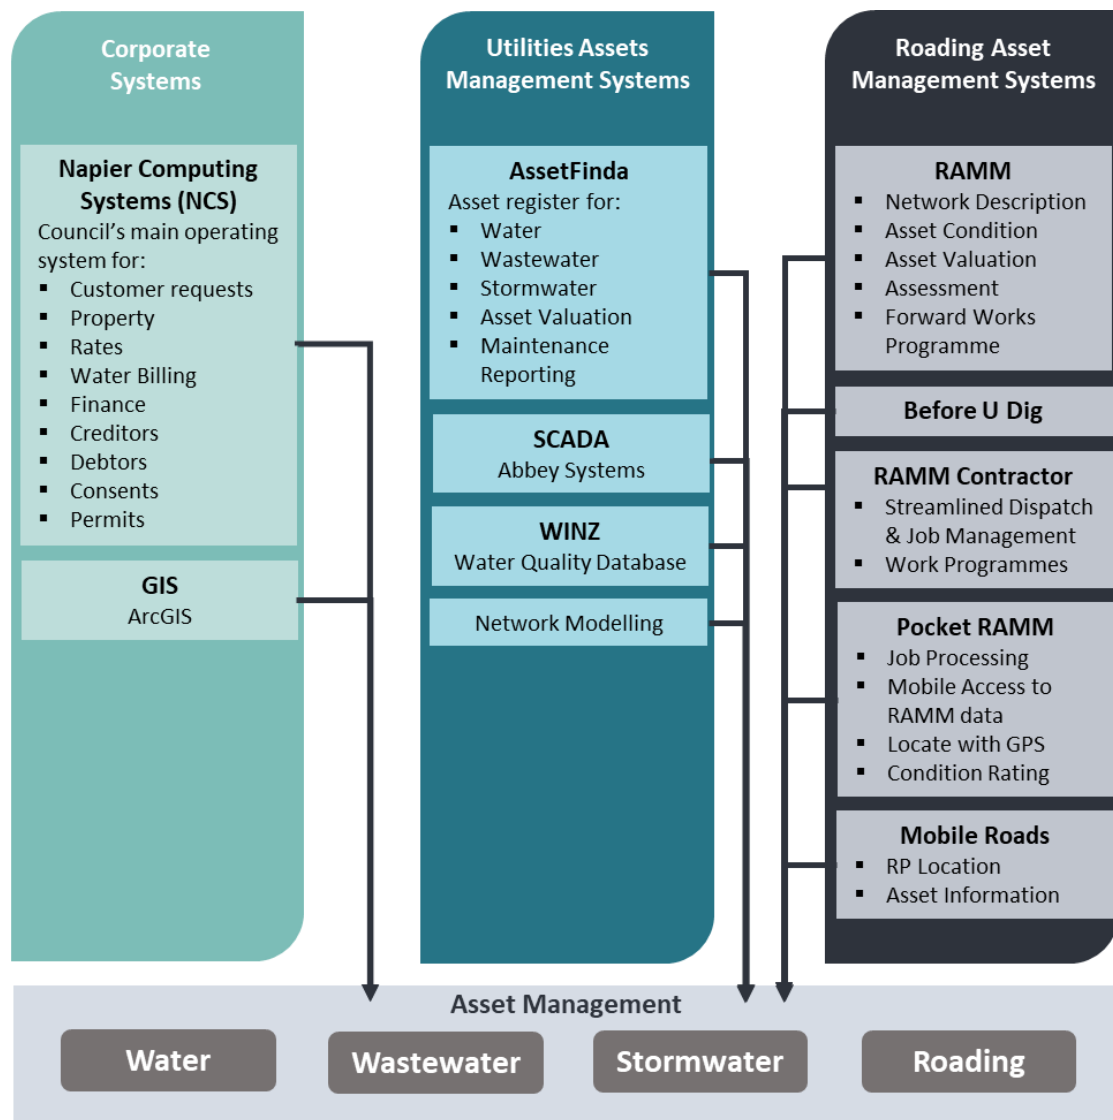 Corporate
Systems
Napier Computing
Systems (NCS)
Council’s main operating
system for:
▪ Customer requests
▪ Property
▪ Rates
▪ Water Billing
▪ Finance
▪ Creditors
▪ Debtors
▪ Consents
▪ Permits
GIS
ArcGIS
Utilities Assets
Management Systems
AssetFinda
Asset register for:
▪ Water
▪ Wastewater
▪ Stormwater
▪ Asset Valuation
▪ Maintenance
Reporting
SCADA
Abbey Systems
WINZ
Water Quality Database
Network Modelling
Roading Asset
Management Systems
RAMM
▪ Network Description
▪ Asset Condition
▪ Asset Valuation
▪ Assessment
▪ Forward Works
Programme
Before U Dig
RAMM Contractor
▪ Streamlined Dispatch
& Job Management
▪ Work Programmes
Pocket RAMM
▪ Job Processing
▪ Mobile Access to
RAMM data
▪ Locate with GPS
▪ Condition Rating
Mobile Roads
▪ RP Location
▪ Asset Information
Asset Management
Water
Wastewater
Stormwater
Roading